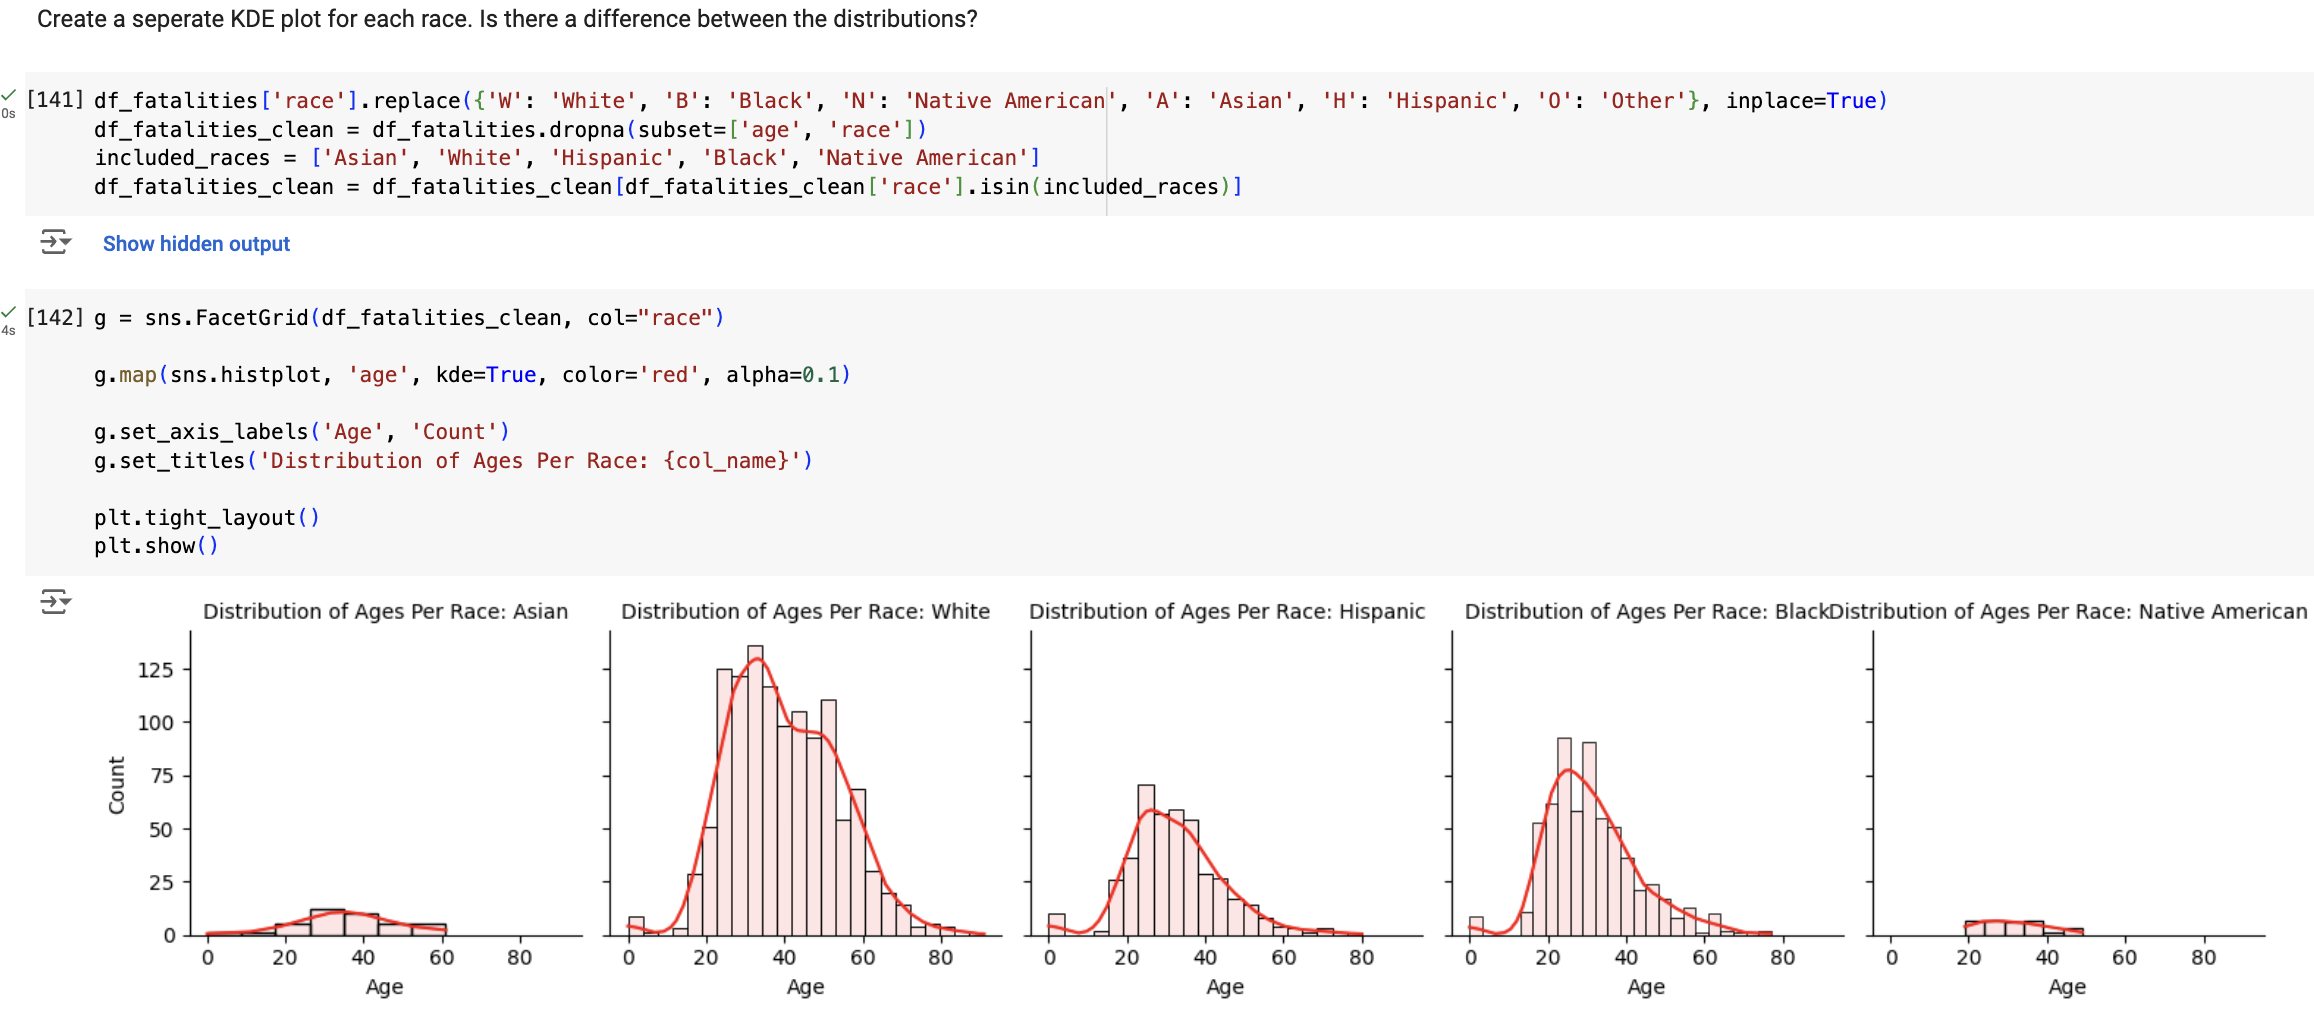 Create a seperate KDE plot for each race. Is there a difference between the distributions?
[141] df_fatalities['race'].replace({'W': 'White', 'B': 'Black', 'N': 'Native American', 'A': 'Asian', 'H': 'Hispanic', 'O': 'Other'}, inplace=True)
0s
df_fatalities_clean = df_fatalities.dropna(subset=['age', 'race'])
included_races = ['Asian', 'White', 'Hispanic', 'Black', 'Native American']
df_fatalities_clean = df_fatalities_clean[df_fatalities_clean['race'].isin(included_races)]
Show hidden output
[142] g = sns.FacetGrid(df_fatalities_clean, col="race")
4s
g.map(sns.histplot, 'age', kde=True, color='red', alpha=0.1)
g.set_axis_labels('Age', 'Count')
g.set_titles('Distribution of Ages Per Race: {col_name}')
plt.tight_layout()
plt.show()
Distribution of Ages Per Race: Asian
Distribution of Ages Per Race: White
Distribution of Ages Per Race: Hispanic
Distribution of Ages Per Race: Black
Distribution of Ages Per Race: Native American
Count
125
100
75
50
25
0
0 20 40 60 80
0 20 40 60 80
0 20 40 60 80
0 20 40 60 80
0 20 40 60 80
Age
Age
Age
Age
Age